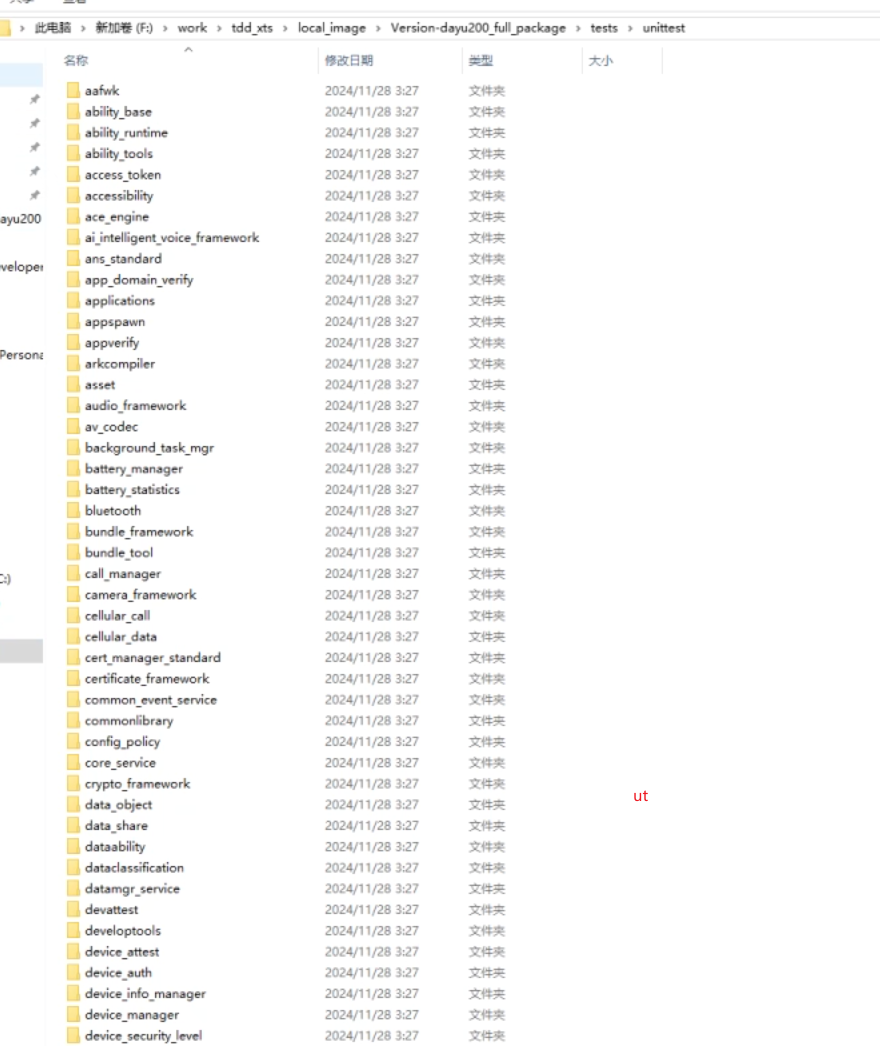 此电脑 › 新加卷 (F:) › work › tdd_xts › local_image › Version-dayu200_full_package › tests › unittest
名称 修改日期 类型 大小
aafwk 2024/11/28 3:27 文件夹
ability_base 2024/11/28 3:27 文件夹
ability_runtime 2024/11/28 3:27 文件夹
ability_tools 2024/11/28 3:27 文件夹
access_token 2024/11/28 3:27 文件夹
accessibility 2024/11/28 3:27 文件夹
ayu200
ace_engine 2024/11/28 3:27 文件夹
ai_intelligent_voice_framework 2024/11/28 3:27 文件夹
ans_standard 2024/11/28 3:27 文件夹
veloper
app_domain_verify 2024/11/28 3:27 文件夹
applications 2024/11/28 3:27 文件夹
appspawn 2024/11/28 3:27 文件夹
appverify 2024/11/28 3:27 文件夹
Persona
arkcompiler 2024/11/28 3:27 文件夹
asset 2024/11/28 3:27 文件夹
audio_framework 2024/11/28 3:27 文件夹
av_codec 2024/11/28 3:27 文件夹
background_task_mgr 2024/11/28 3:27 文件夹
battery_manager 2024/11/28 3:27 文件夹
battery_statistics 2024/11/28 3:27 文件夹
bluetooth 2024/11/28 3:27 文件夹
bundle_framework 2024/11/28 3:27 文件夹
bundle_tool 2024/11/28 3:27 文件夹
call_manager 2024/11/28 3:27 文件夹
C:)
camera_framework 2024/11/28 3:27 文件夹
cellular_call 2024/11/28 3:27 文件夹
cellular_data 2024/11/28 3:27 文件夹
cert_manager_standard 2024/11/28 3:27 文件夹
certificate_framework 2024/11/28 3:27 文件夹
common_event_service 2024/11/28 3:27 文件夹
commonlibrary 2024/11/28 3:27 文件夹
config_policy 2024/11/28 3:27 文件夹
core_service 2024/11/28 3:27 文件夹
crypto_framework 2024/11/28 3:27 文件夹
ut
data_object 2024/11/28 3:27 文件夹
data_share 2024/11/28 3:27 文件夹
dataability 2024/11/28 3:27 文件夹
dataclassification 2024/11/28 3:27 文件夹
datamgr_service 2024/11/28 3:27 文件夹
devattest 2024/11/28 3:27 文件夹
developtools 2024/11/28 3:27 文件夹
device_attest 2024/11/28 3:27 文件夹
device_auth 2024/11/28 3:27 文件夹
device_info_manager 2024/11/28 3:27 文件夹
device_manager 2024/11/28 3:27 文件夹
device_security_level 2024/11/28 3:27 文件夹